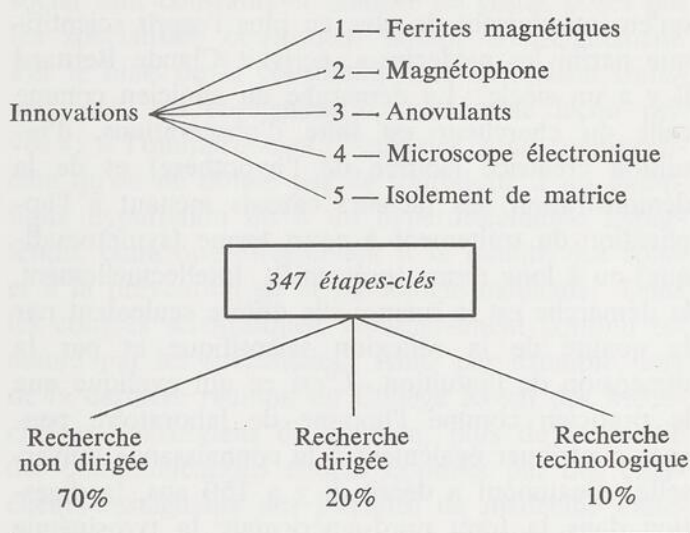 1 — Ferrites magnétiques
2 — Magnétophone
Innovations 3 — Anovulants
4 — Microscope électronique
5 — Isolement de matrice
347 étapes-clés
Recherche non dirigée
70%
Recherche dirigée
20%
Recherche technologique
10%